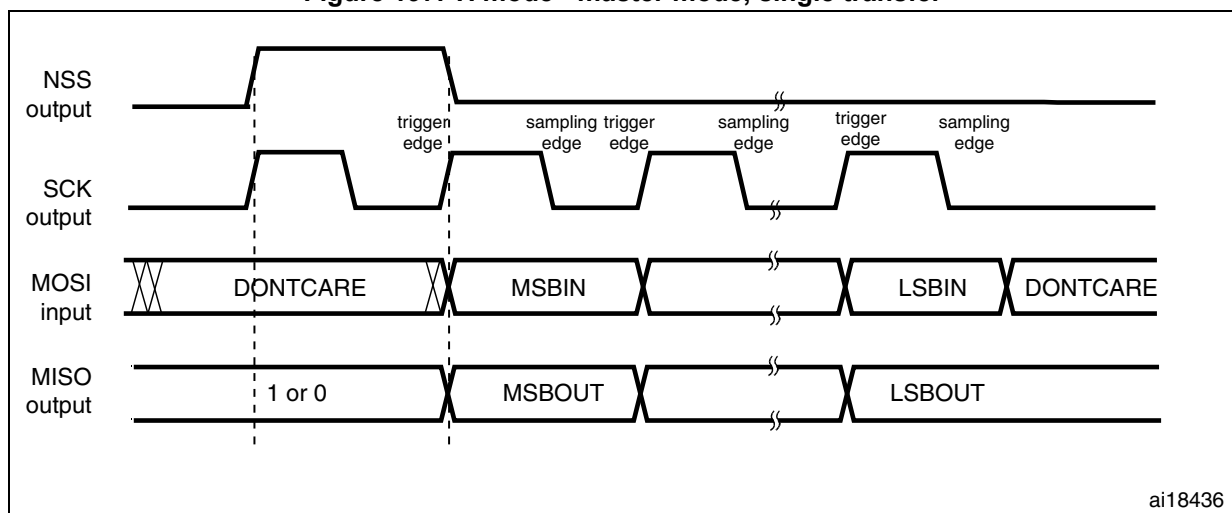 NSS
output
trigger
edge
sampling
edge
trigger
edge
sampling
edge
trigger
edge
sampling
edge
SCK
output
MOSI
input
DONTCARE
MSBIN
LSBIN
DONTCARE
MISO
output
1 or 0
MSBOUT
LSBOUT
ai18436